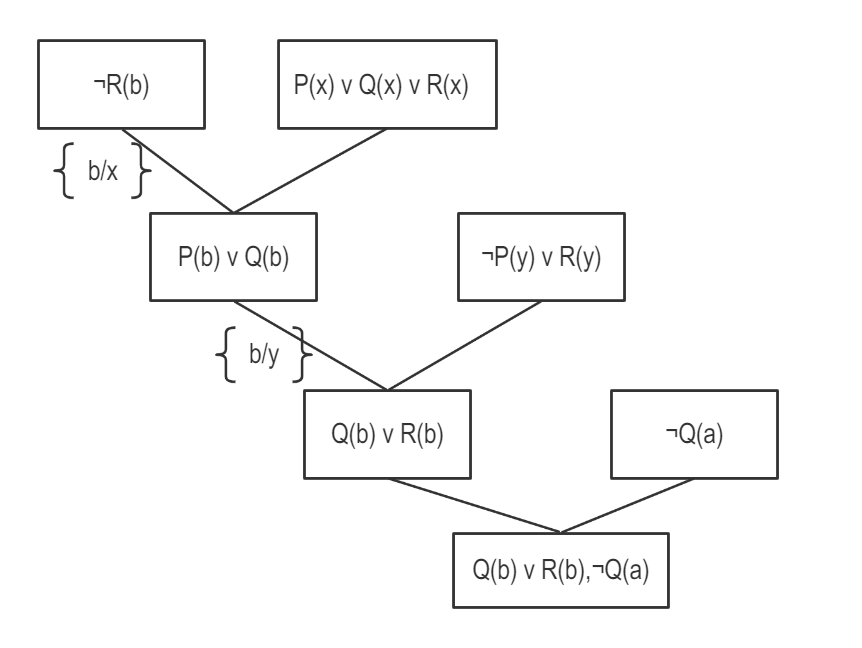 ¬R(b)
P(x) v Q(x) v R(x)
{ b/x }
P(b) v Q(b)
¬P(y) v R(y)
{ b/y }
Q(b) v R(b)
¬Q(a)
Q(b) v R(b),¬Q(a)